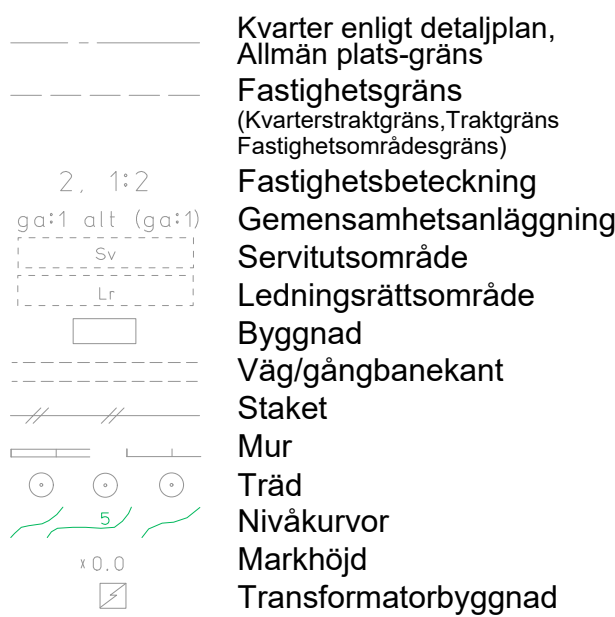 Kvarter enligt detaljplan,
Allmän plats-gräns
Fastighetsgräns
(Kvarterstraktgräns,Traktgräns
Fastighetsområdesgräns)
2, 1:2 Fastighetsbeteckning
ga:1 alt (ga:1) Gemensamhetsanläggning
Sv Servitutsområde
Lr Ledningsrättsområde
Byggnad
Väg/gångbanekant
Staket
Mur
Träd
5 Nivåkurvor
x 0.0 Markhöjd
Transformatorbyggnad